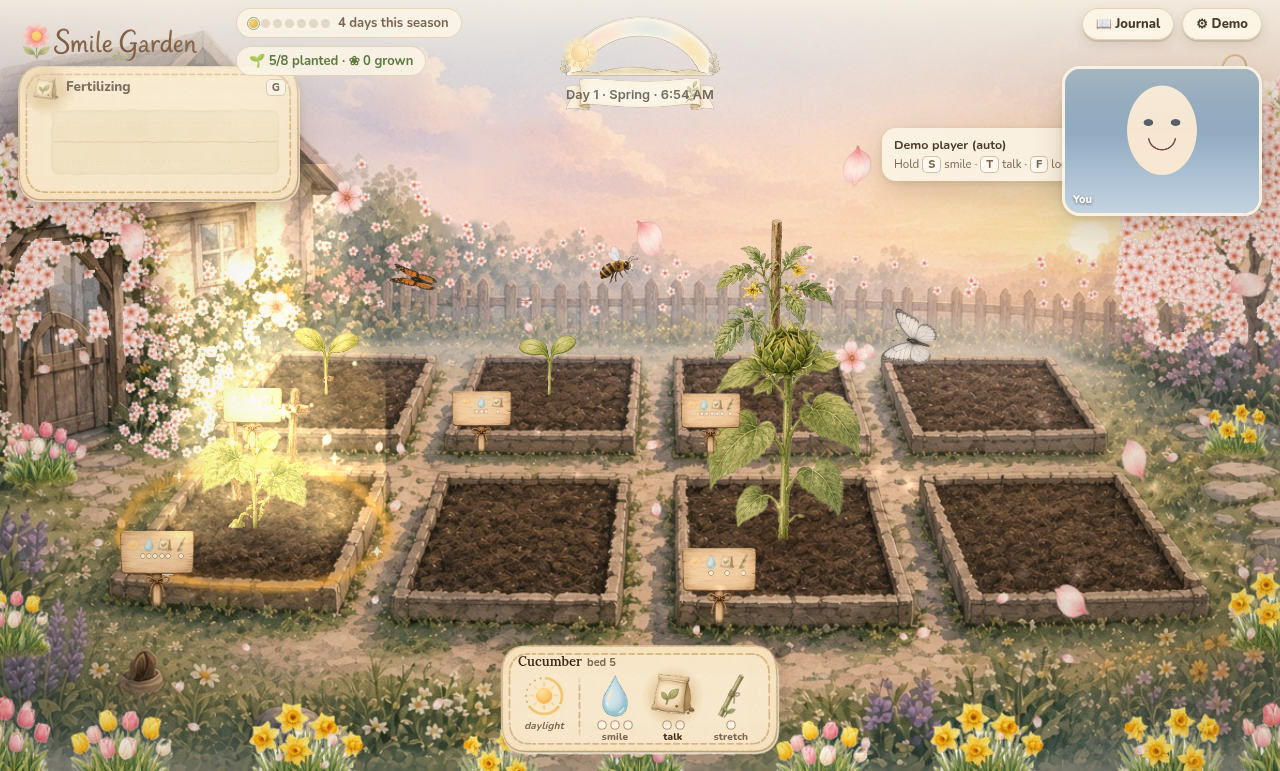 Smile Garden
4 days this season
5/8 planted · 0 grown
Fertilizing
G
Day 1 · Spring · 6:54 AM
Journal
Demo
Demo player (auto)
Hold S smile · T talk · F lo
You
Cucumber bed 5
daylight
smile
talk
stretch